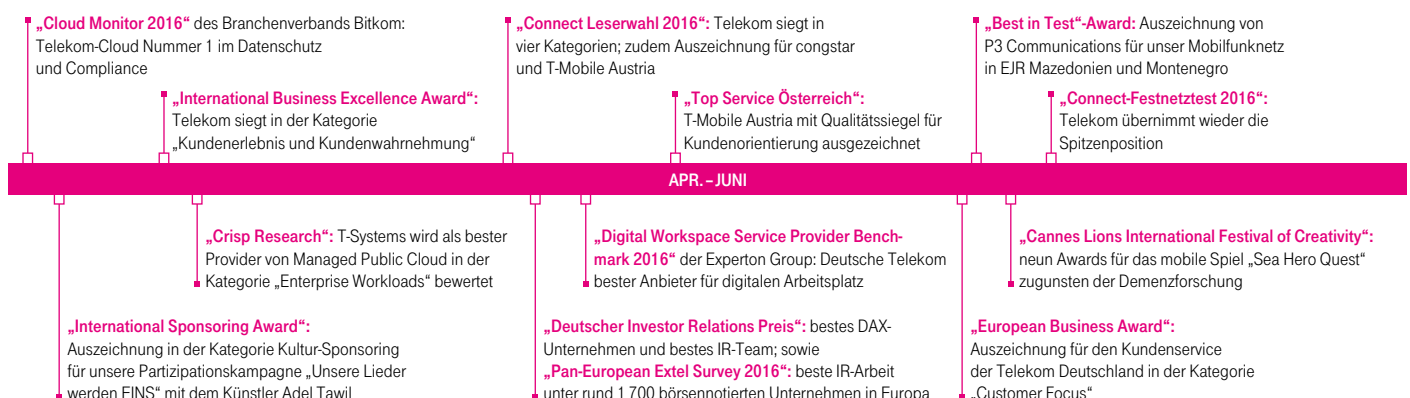 „Cloud Monitor 2016“ des Branchenverbands Bitkom:
Telekom-Cloud Nummer 1 im Datenschutz
und Compliance
„International Business Excellence Award“:
Telekom siegt in der Kategorie
„Kundenerlebnis und Kundenwahrnehmung“
„Connect Leserwahl 2016“: Telekom siegt in
vier Kategorien; zudem Auszeichnung für congstar
und T-Mobile Austria
„Top Service Österreich“:
T-Mobile Austria mit Qualitätssiegel für
Kundenorientierung ausgezeichnet
„Best in Test“-Award: Auszeichnung von
P3 Communications für unser Mobilfunknetz
in EJR Mazedonien und Montenegro
„Connect-Festnetztest 2016“:
Telekom übernimmt wieder die
Spitzenposition
APR. – JUNI
„Crisp Research“: T-Systems wird als bester
Provider von Managed Public Cloud in der
Kategorie „Enterprise Workloads“ bewertet
„International Sponsoring Award“:
Auszeichnung in der Kategorie Kultur-Sponsoring
für unsere Partizipationskampagne „Unsere Lieder
werden EINS“ mit dem Künstler Adel Tawil
„Digital Workspace Service Provider Bench-
mark 2016“ der Experton Group: Deutsche Telekom
bester Anbieter für digitalen Arbeitsplatz
„Deutscher Investor Relations Preis“: bestes DAX-
Unternehmen und bestes IR-Team; sowie
„Pan-European Extel Survey 2016“: beste IR-Arbeit
unter rund 1 700 börsennotierten Unternehmen in Europa
„Cannes Lions International Festival of Creativity“:
neun Awards für das mobile Spiel „Sea Hero Quest“
zugunsten der Demenzforschung
„European Business Award“:
Auszeichnung für den Kundenservice
der Telekom Deutschland in der Kategorie
„Customer Focus“